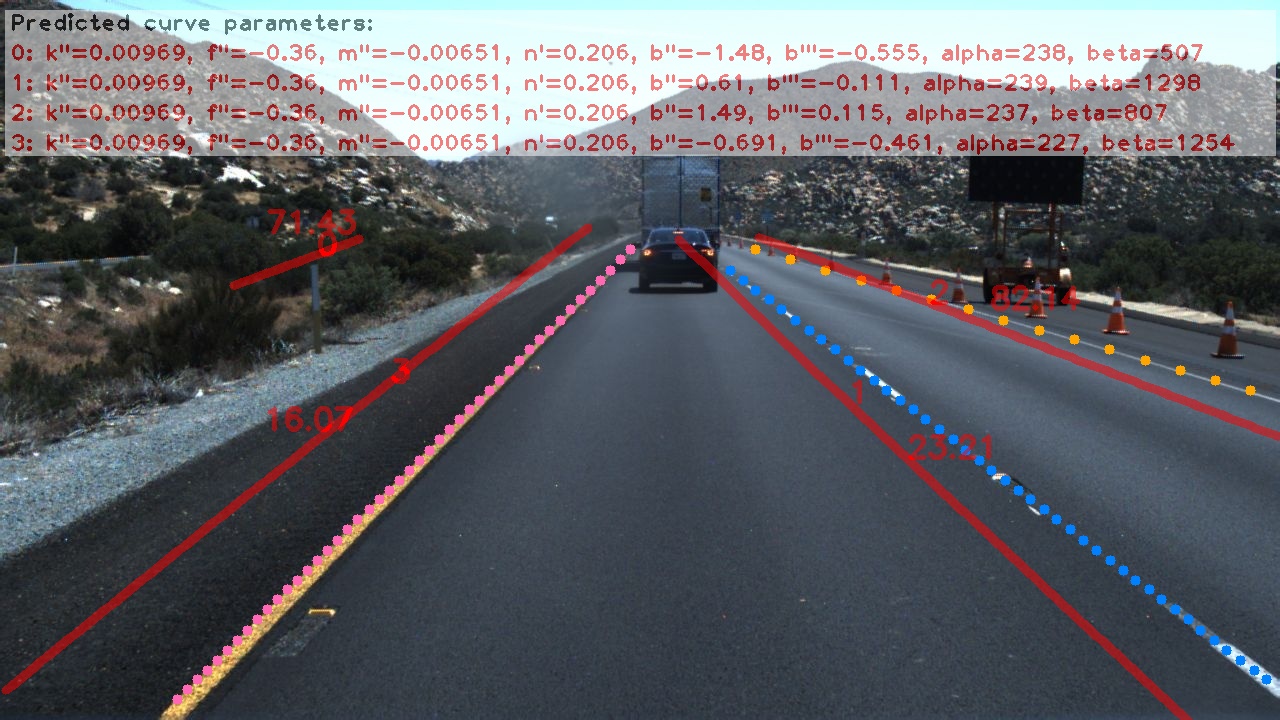 Predicted curve parameters:
0: k''=0.00969, f''=-0.36, m''=-0.00651, n'=0.206, b''=-1.48, b'''=-0.555, alpha=238, beta=507
1: k''=0.00969, f''=-0.36, m''=-0.00651, n'=0.206, b''=0.61, b'''=-0.111, alpha=239, beta=1298
2: k''=0.00969, f''=-0.36, m''=-0.00651, n'=0.206, b''=1.49, b'''=0.115, alpha=237, beta=807
3: k''=0.00969, f''=-0.36, m''=-0.00651, n'=0.206, b''=-0.691, b'''=-0.461, alpha=227, beta=1254
71.43
0
2 82.14
3
1
16.07
23.21